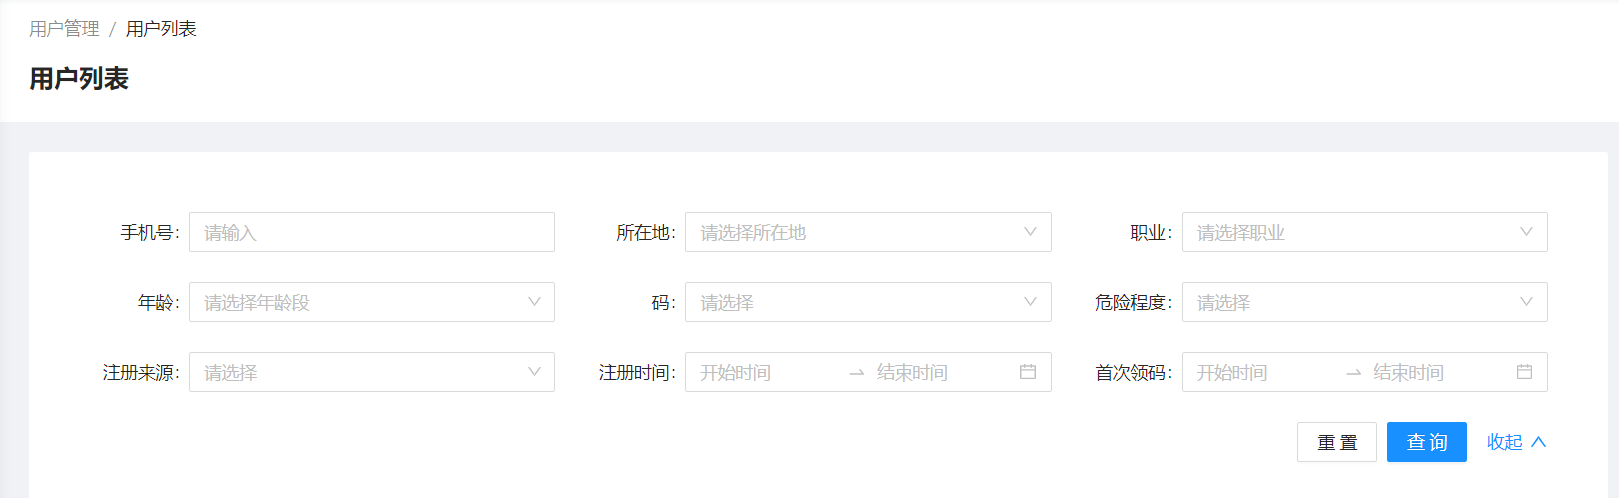 用户管理 / 用户列表
用户列表
手机号: 请输入 所在地: 请选择所在地 职业: 请选择职业
年龄: 请选择年龄段 码: 请选择 危险程度: 请选择
注册来源: 请选择 注册时间: 开始时间 → 结束时间 首次领码: 开始时间 → 结束时间
重 置 查 询 收起